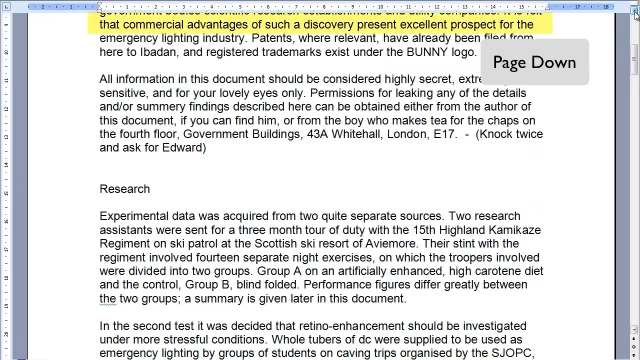 that commercial advantages of such a discovery present excellent prospect for the
emergency lighting industry. Patents, where relevant, have already been filed from
here to Ibadan, and registered trademarks exist under the BUNNY logo.
Page Down
All information in this document should be considered highly secret,
sensitive, and for your lovely eyes only. Permissions for leaking any of the details
and/or summery findings described here can be obtained either from the author of
this document, if you can find him, or from the boy who makes tea for the chaps on
the fourth floor, Government Buildings, 43A Whitehall, London, E17. - (Knock twice
and ask for Edward)
Research
Experimental data was acquired from two quite separate sources. Two research
assistants were sent for a three month tour of duty with the 15th Highland Kamikaze
Regiment on ski patrol at the Scottish ski resort of Aviemore. Their stint with the
regiment involved fourteen separate night exercises, on which the troopers involved
were divided into two groups. Group A on an artificially enhanced, high carotene diet
and the control, Group B, blind folded. Performance figures differ greatly between
the two groups; a summary is given later in this document.
In the second test it was decided that retino-enhancement should be investigated
under more stressful conditions. Whole tubers of dc were supplied to be used as
emergency lighting by groups of students on caving trips organised by the SJOPC,